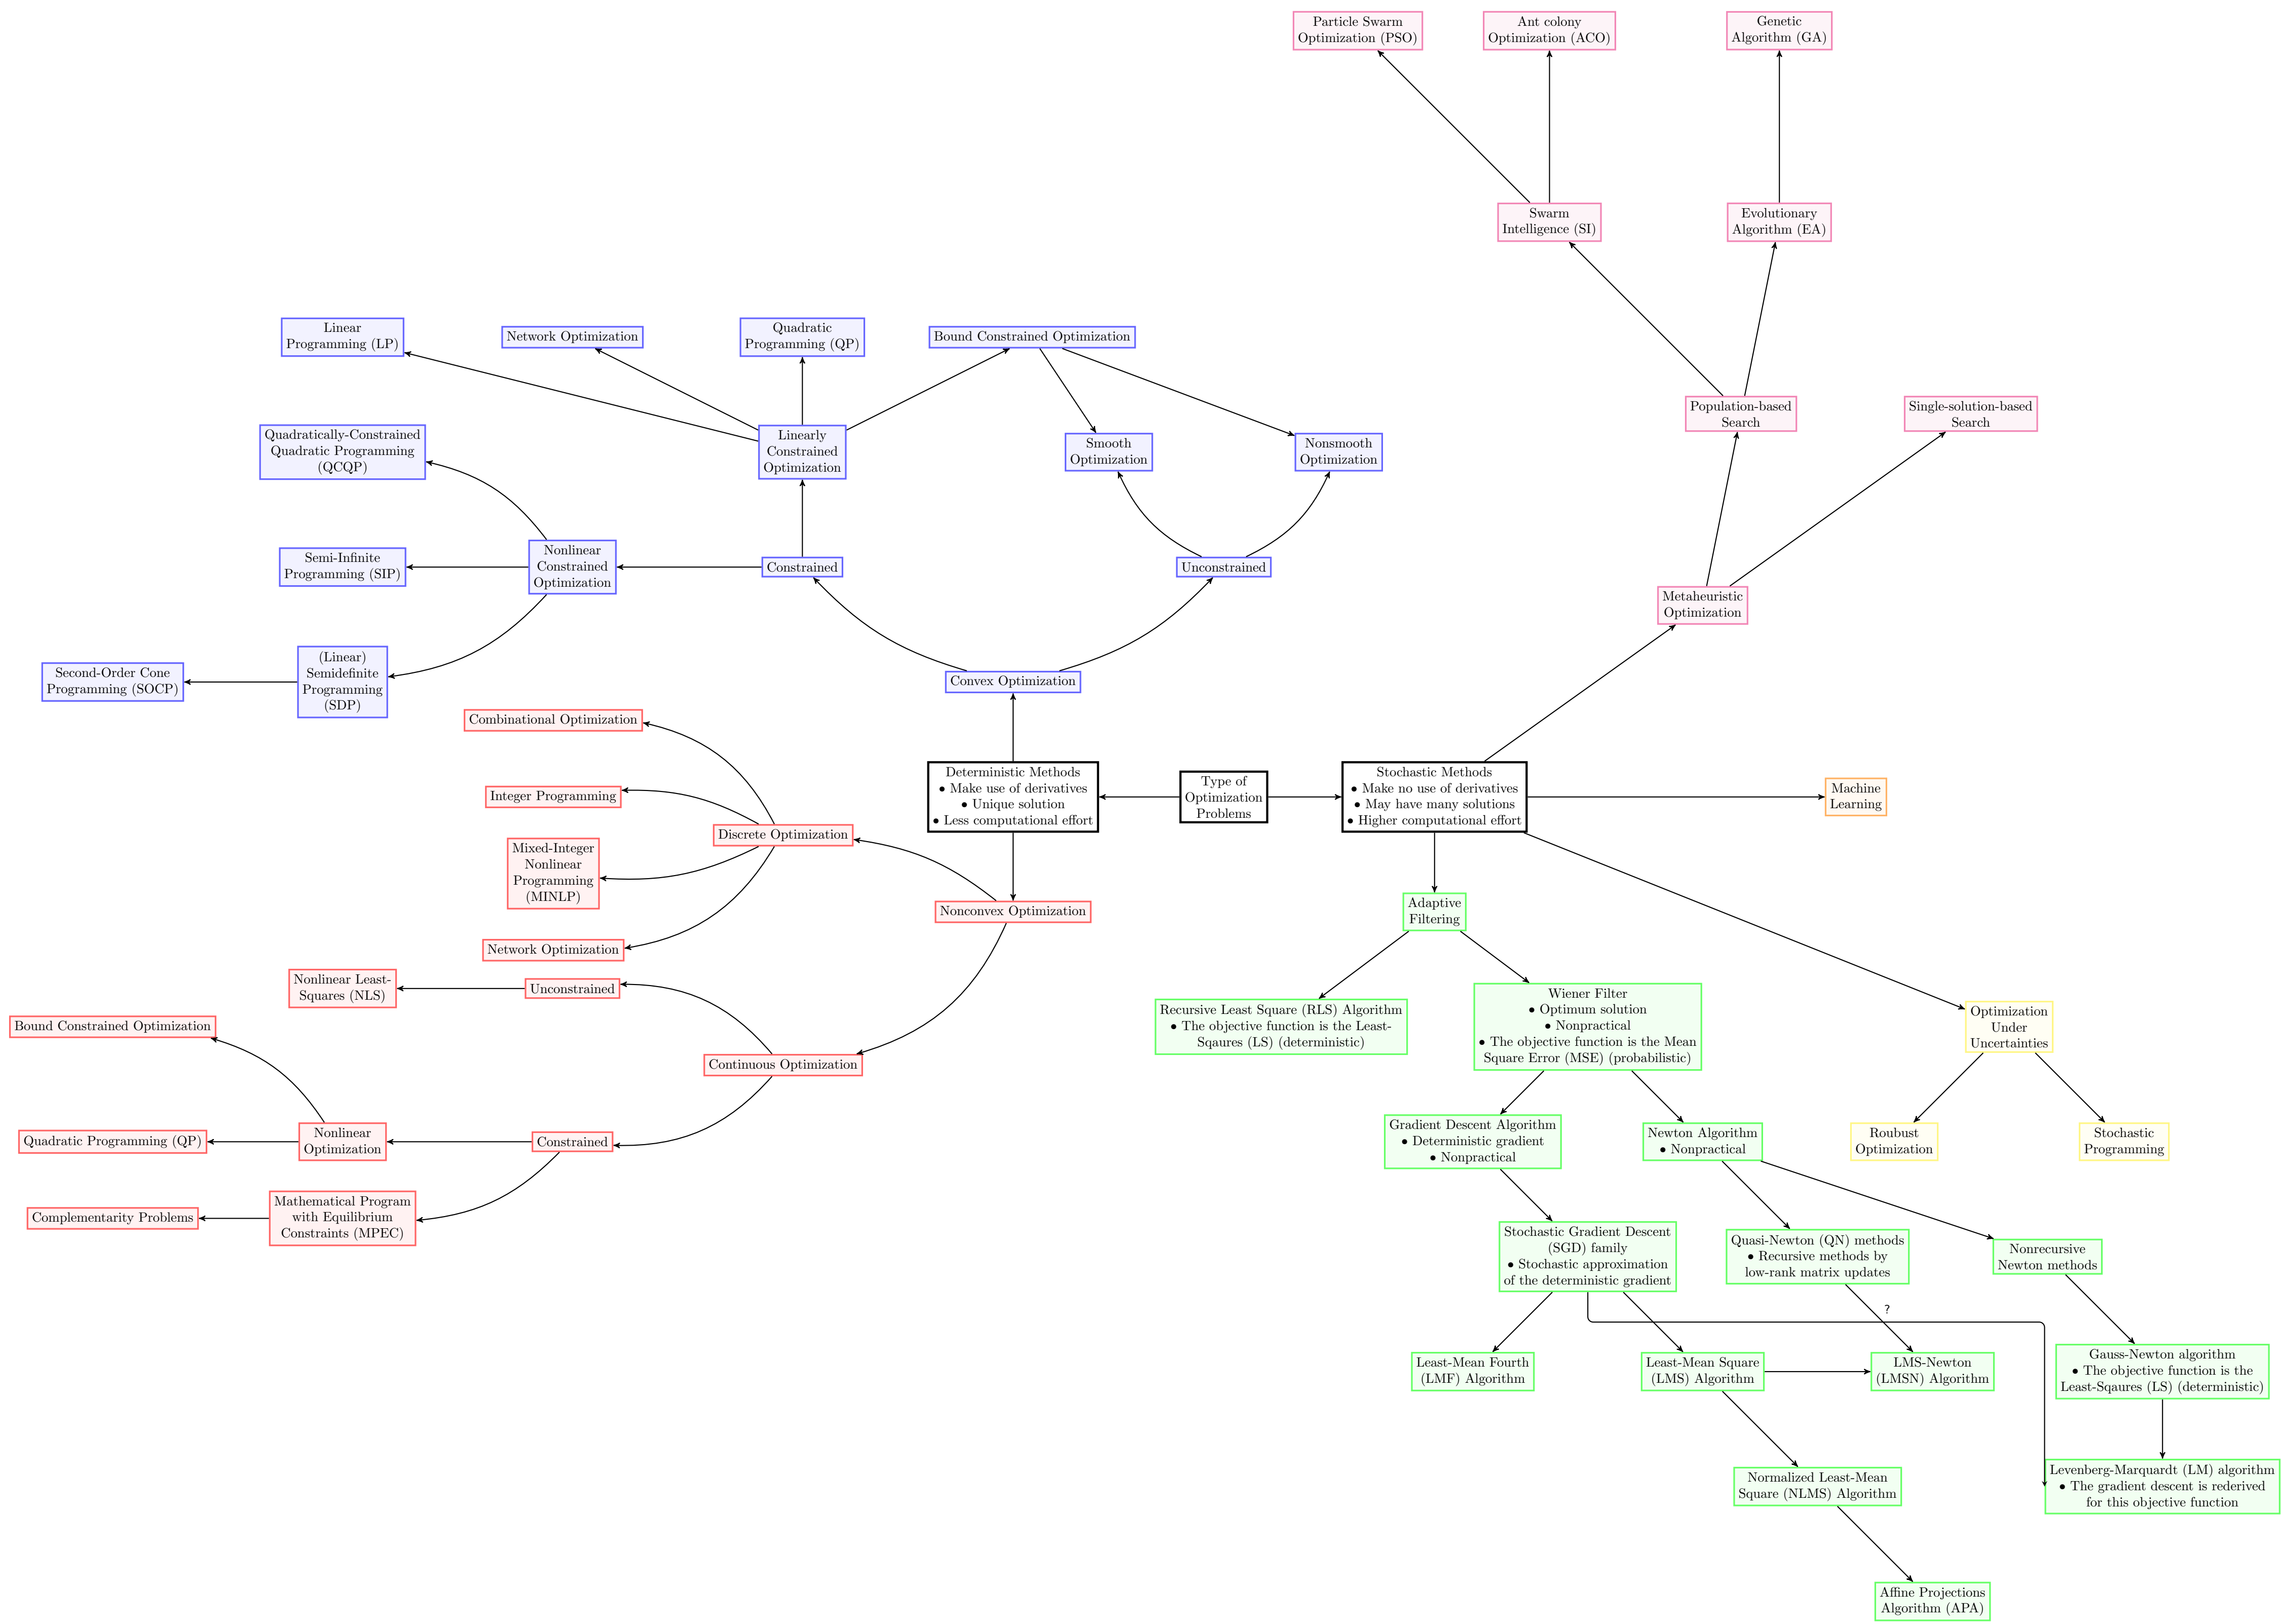 Particle Swarm
Optimization (PSO)
Ant colony
Optimization (ACO)
Genetic
Algorithm (GA)
Swarm
Intelligence (SI)
Evolutionary
Algorithm (EA)
Linear
Programming (LP)
Network Optimization
Quadratic
Programming (QP)
Bound Constrained Optimization
Population-based
Search
Single-solution-based
Search
Quadratically-Constrained
Quadratic Programming
(QCQP)
Linearly
Constrained
Optimization
Smooth
Optimization
Nonsmooth
Optimization
Semi-Infinite
Programming (SIP)
Nonlinear
Constrained
Optimization
Constrained
Unconstrained
Metaheuristic
Optimization
Second-Order Cone
Programming (SOCP)
(Linear)
Semidefinite
Programming
(SDP)
Convex Optimization
Combinational Optimization
Integer Programming
Deterministic Methods
• Make use of derivatives
• Unique solution
• Less computational effort
Type of
Optimization
Problems
Stochastic Methods
• Make no use of derivatives
• May have many solutions
• Higher computational effort
Machine
Learning
Discrete Optimization
Mixed-Integer
Nonlinear
Programming
(MINLP)
Nonconvex Optimization
Adaptive
Filtering
Network Optimization
Nonlinear Least-
Squares (NLS)
Unconstrained
Bound Constrained Optimization
Continuous Optimization
Recursive Least Square (RLS) Algorithm
• The objective function is the Least-
Sqaures (LS) (deterministic)
Wiener Filter
• Optimum solution
• Nonpractical
• The objective function is the Mean
Square Error (MSE) (probabilistic)
Optimization
Under
Uncertainties
Quadratic Programming (QP)
Nonlinear
Optimization
Constrained
Gradient Descent Algorithm
• Deterministic gradient
• Nonpractical
Newton Algorithm
• Nonpractical
Roubust
Optimization
Stochastic
Programming
Complementarity Problems
Mathematical Program
with Equilibrium
Constraints (MPEC)
Stochastic Gradient Descent
(SGD) family
• Stochastic approximation
of the deterministic gradient
Quasi-Newton (QN) methods
• Recursive methods by
low-rank matrix updates
Nonrecursive
Newton methods
?
Least-Mean Fourth
(LMF) Algorithm
Least-Mean Square
(LMS) Algorithm
LMS-Newton
(LMSN) Algorithm
Gauss-Newton algorithm
• The objective function is the
Least-Sqaures (LS) (deterministic)
Normalized Least-Mean
Square (NLMS) Algorithm
Levenberg-Marquardt (LM) algorithm
• The gradient descent is rederived
for this objective function
Affine Projections
Algorithm (APA)